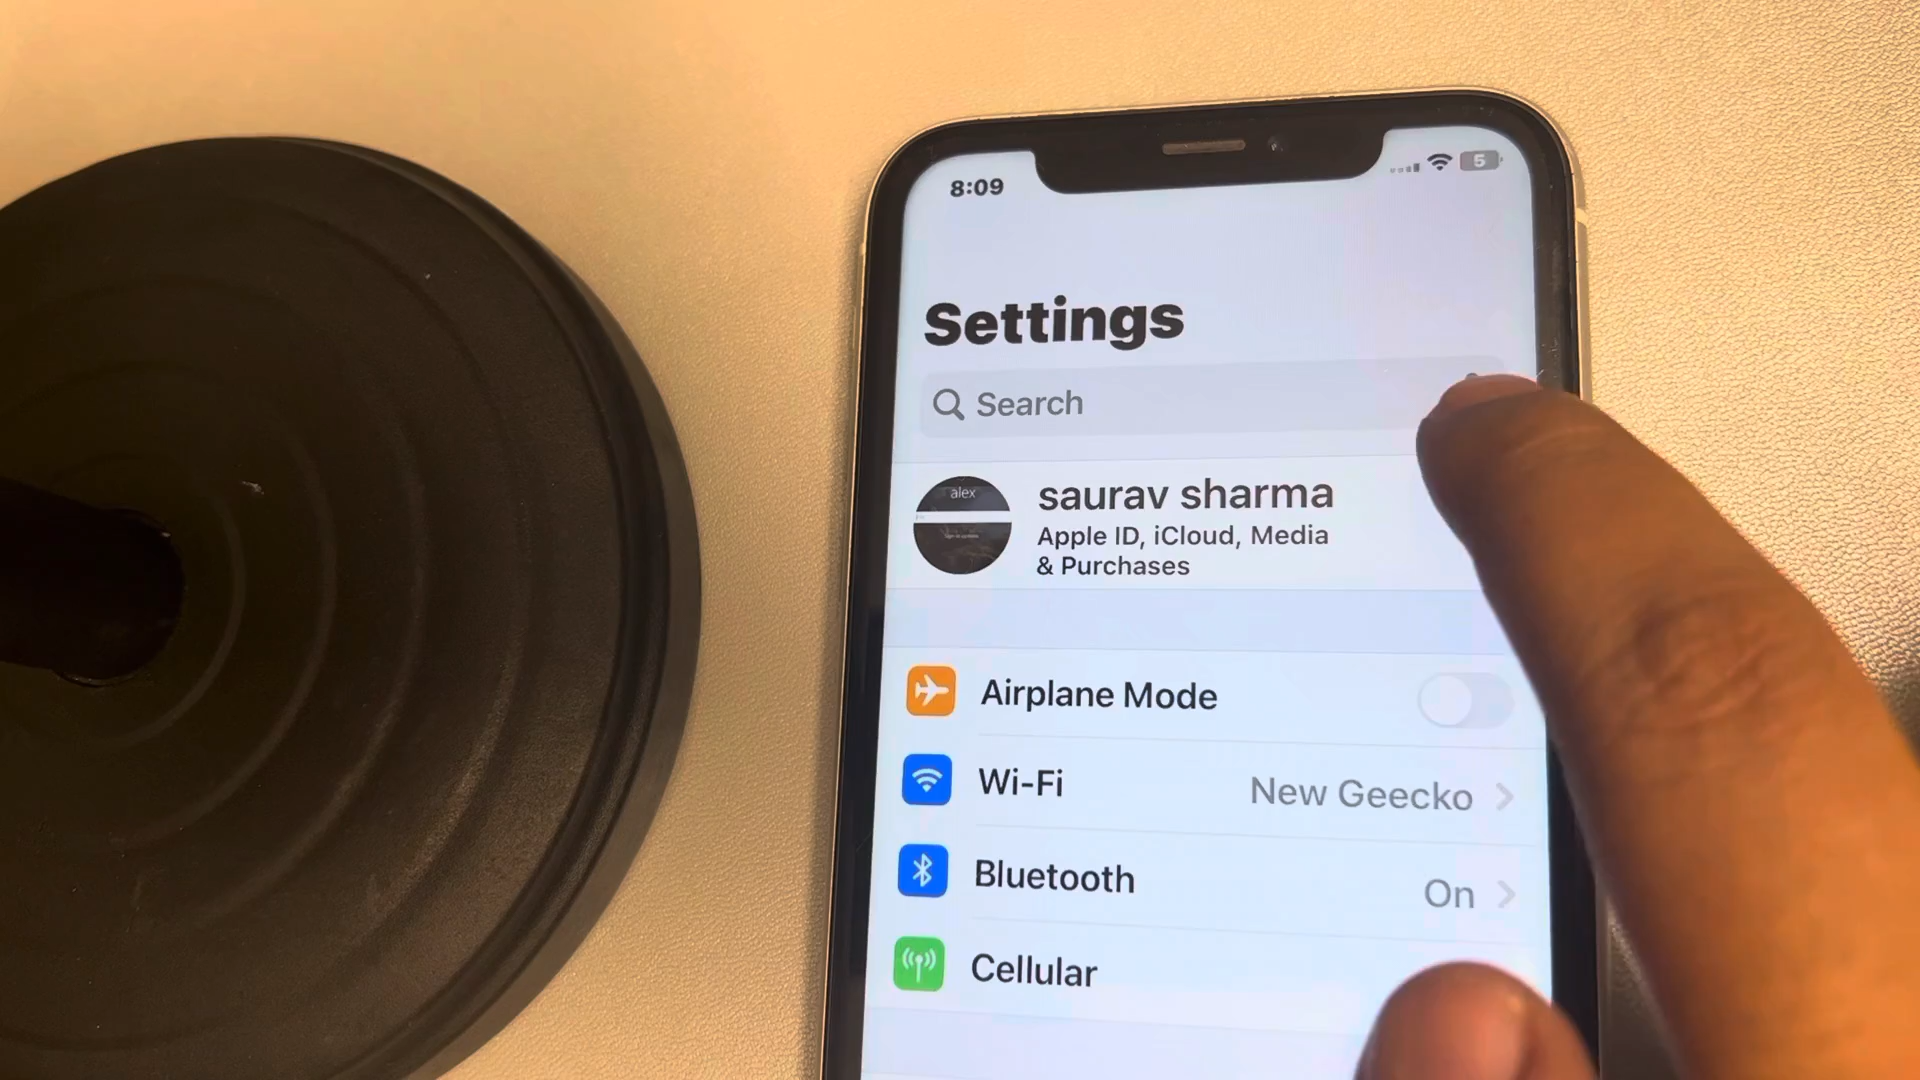 8:09
5
Settings
Search
alex
saurav sharma
Apple ID, iCloud, Media
& Purchases
Airplane Mode
Wi-Fi New Geecko
Bluetooth On
Cellular